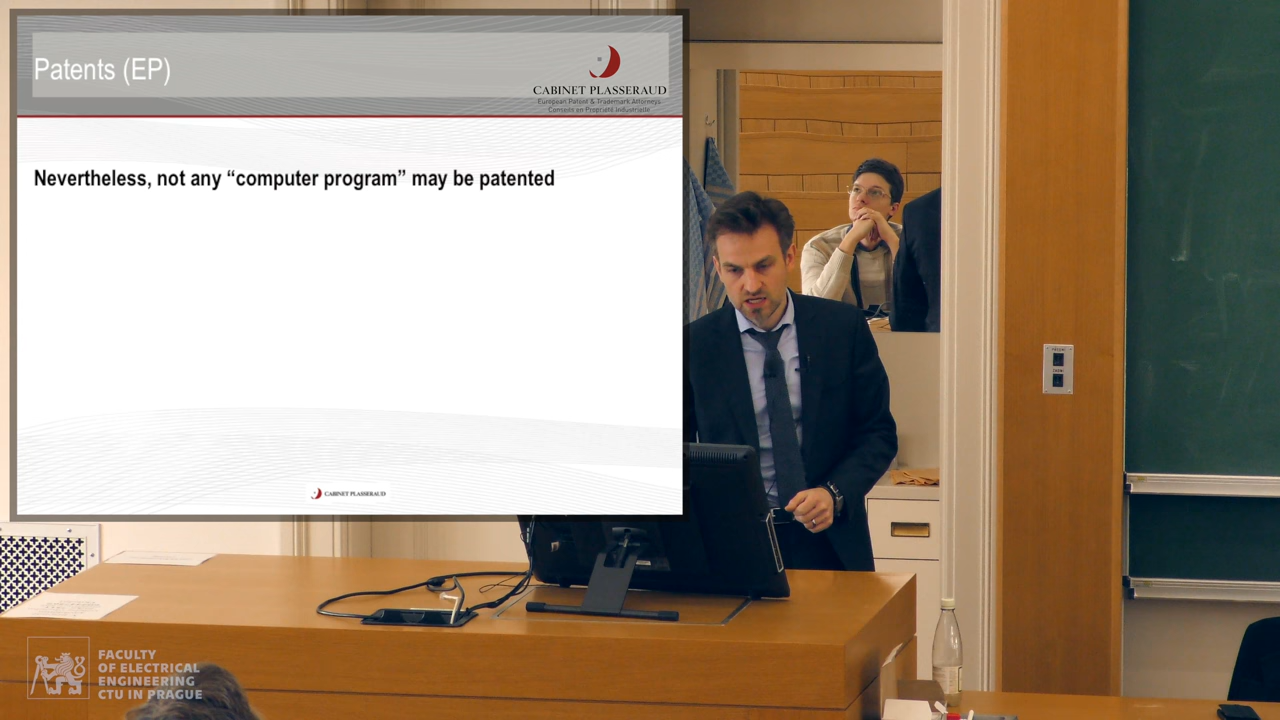 Patents (EP)
CABINET PLASSERAUD
European Patent & Trademark Attorneys
Conseils en Propriété Industrielle
Nevertheless, not any “computer program” may be patented
CABINET PLASSERAUD
FACULTY
OF ELECTRICAL
ENGINEERING
CTU IN PRAGUE